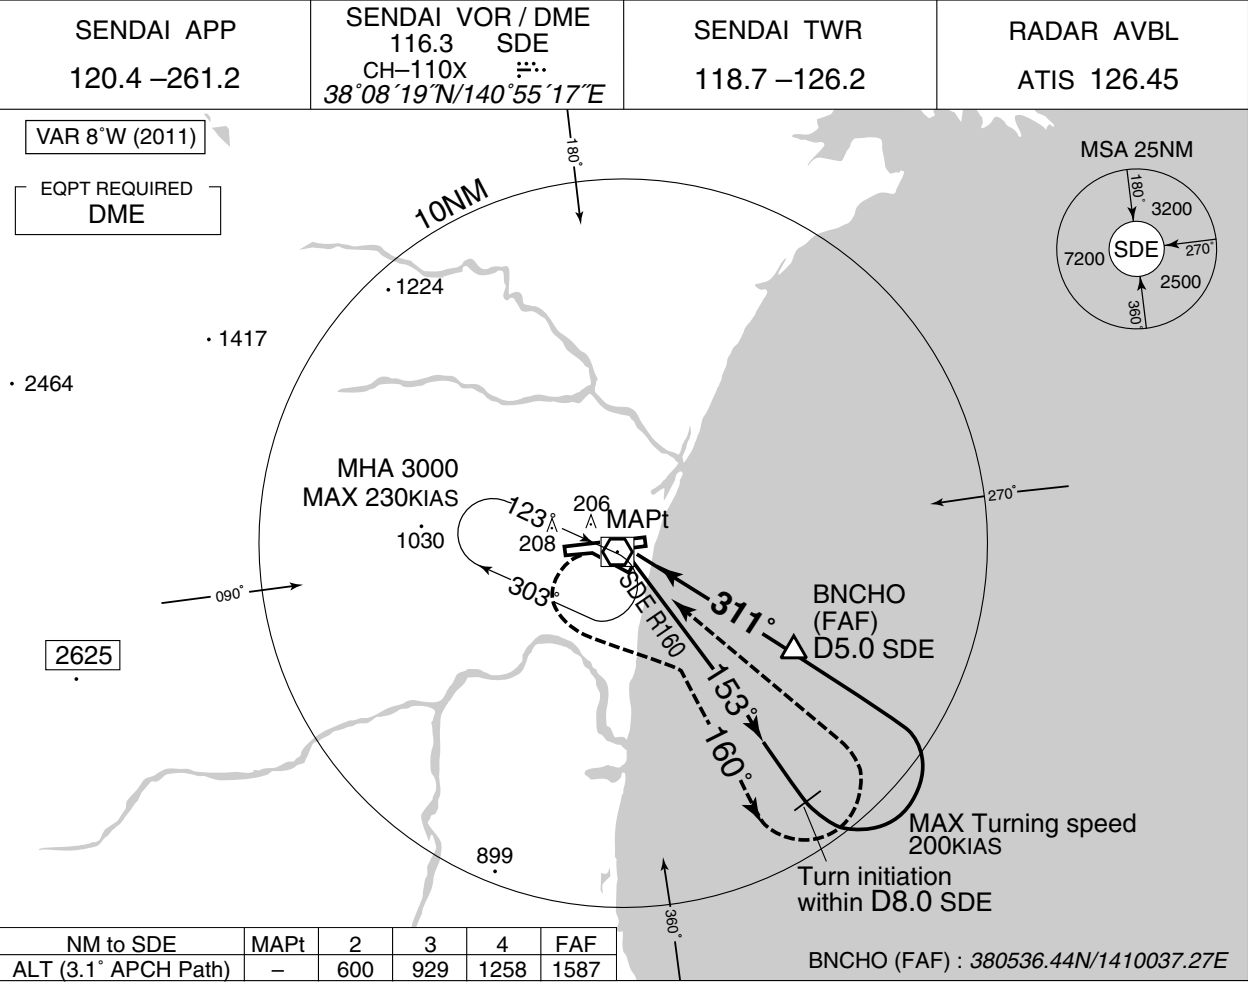 SENDAI APP
120.4 –261.2
SENDAI VOR / DME
116.3 SDE
CH–110X
38°08´19˝N/140°55´17˝E
SENDAI TWR
118.7 –126.2
RADAR AVBL
ATIS 126.45
VAR 8°W (2011)
EQPT REQUIRED
DME
180°
10NM
MSA 25NM
180°
3200
SDE
270°
7200
2500
360°
1224
1417
2464
MHA 3000
MAX 230KIAS
1030
123°
206
208
MAPt
270°
303°
090°
SDE R160
311°
BNCHO
(FAF)
D5.0 SDE
2625
153°
160°
MAX Turning speed
200KIAS
899
Turn initiation
within D8.0 SDE
360°
NM to SDE MAPt 2 3 4 FAF
ALT (3.1° APCH Path) – 600 929 1258 1587
BNCHO (FAF) : 380536.44N/1410037.27E